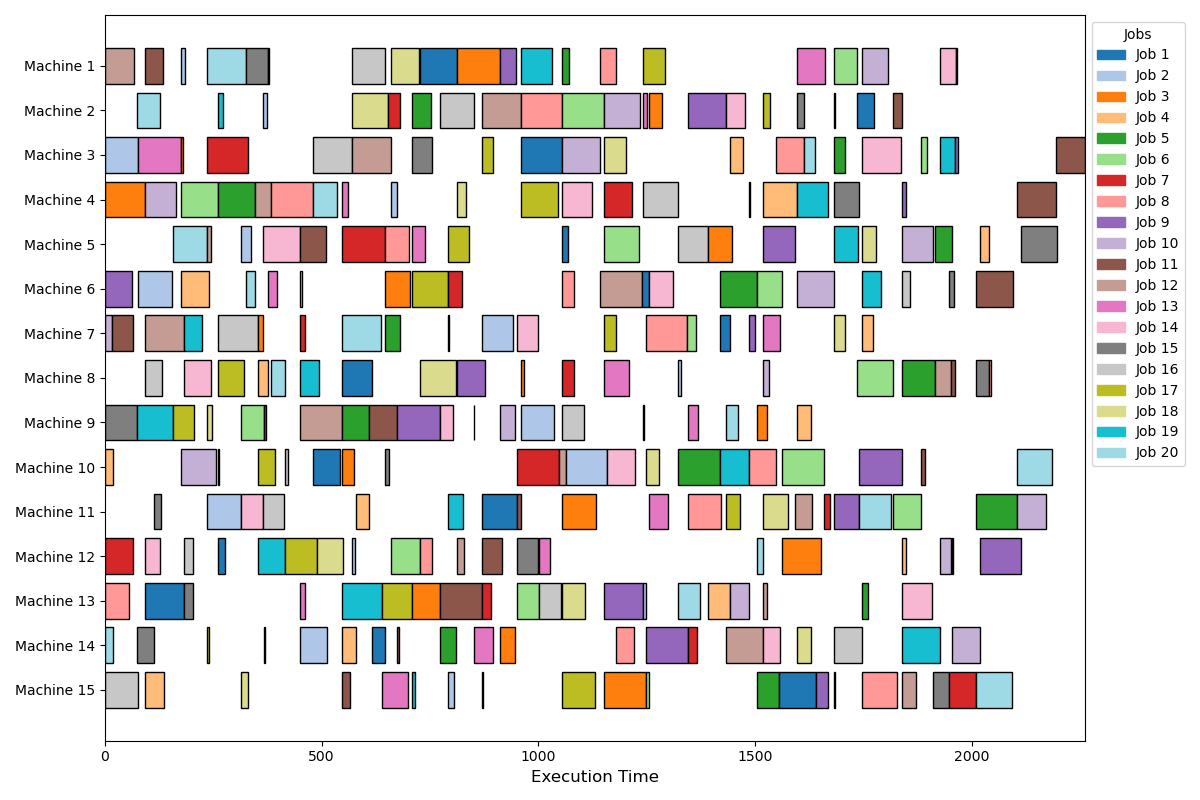 Machine 1
Machine 2
Machine 3
Machine 4
Machine 5
Machine 6
Machine 7
Machine 8
Machine 9
Machine 10
Machine 11
Machine 12
Machine 13
Machine 14
Machine 15
0 500 1000 1500 2000
Execution Time
Jobs
Job 1
Job 2
Job 3
Job 4
Job 5
Job 6
Job 7
Job 8
Job 9
Job 10
Job 11
Job 12
Job 13
Job 14
Job 15
Job 16
Job 17
Job 18
Job 19
Job 20